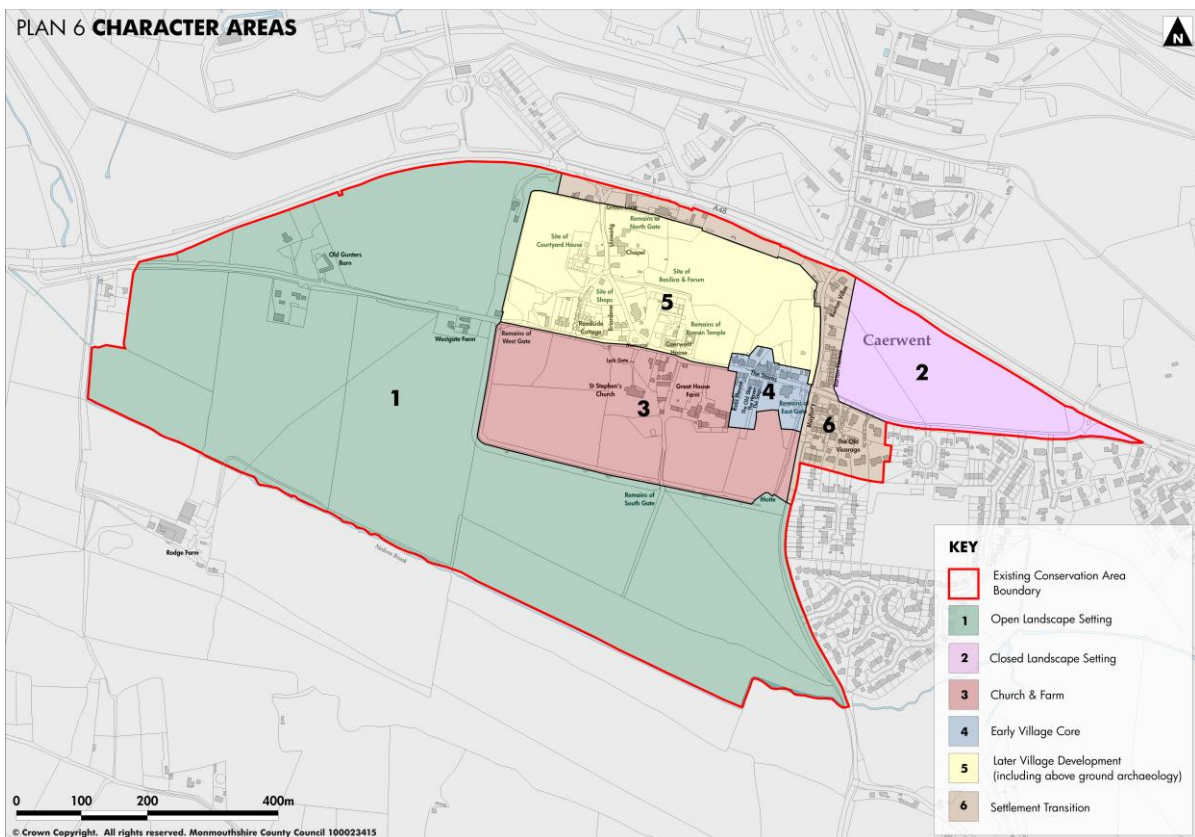 PLAN 6 CHARACTER AREAS
N
A48
Green Lane
Remains of
North Gate
Site of
Courtyard House
Chapel
Old Gunters
Barn
Site of
Basilica & Forum
Site of
Shops
5
Roadside
Cottage
Remains of
Roman Temple
Caerwent
House
Westgate Farm
Remains of
West Gate
Lych Gate
Caerwent
2
1
St Stephen's
Church
3
Great House
Farm
4
Remains of
East Gate
6
The Old
Vicarage
Remains of
South Gate
Motte
Rodge Farm
Nedern Brook
KEY
Existing Conservation Area
Boundary
1 Open Landscape Setting
2 Closed Landscape Setting
3 Church & Farm
4 Early Village Core
5 Later Village Development
(including above ground archaeology)
6 Settlement Transition
0 100 200 400m
© Crown Copyright. All rights reserved. Monmouthshire County Council 100023415